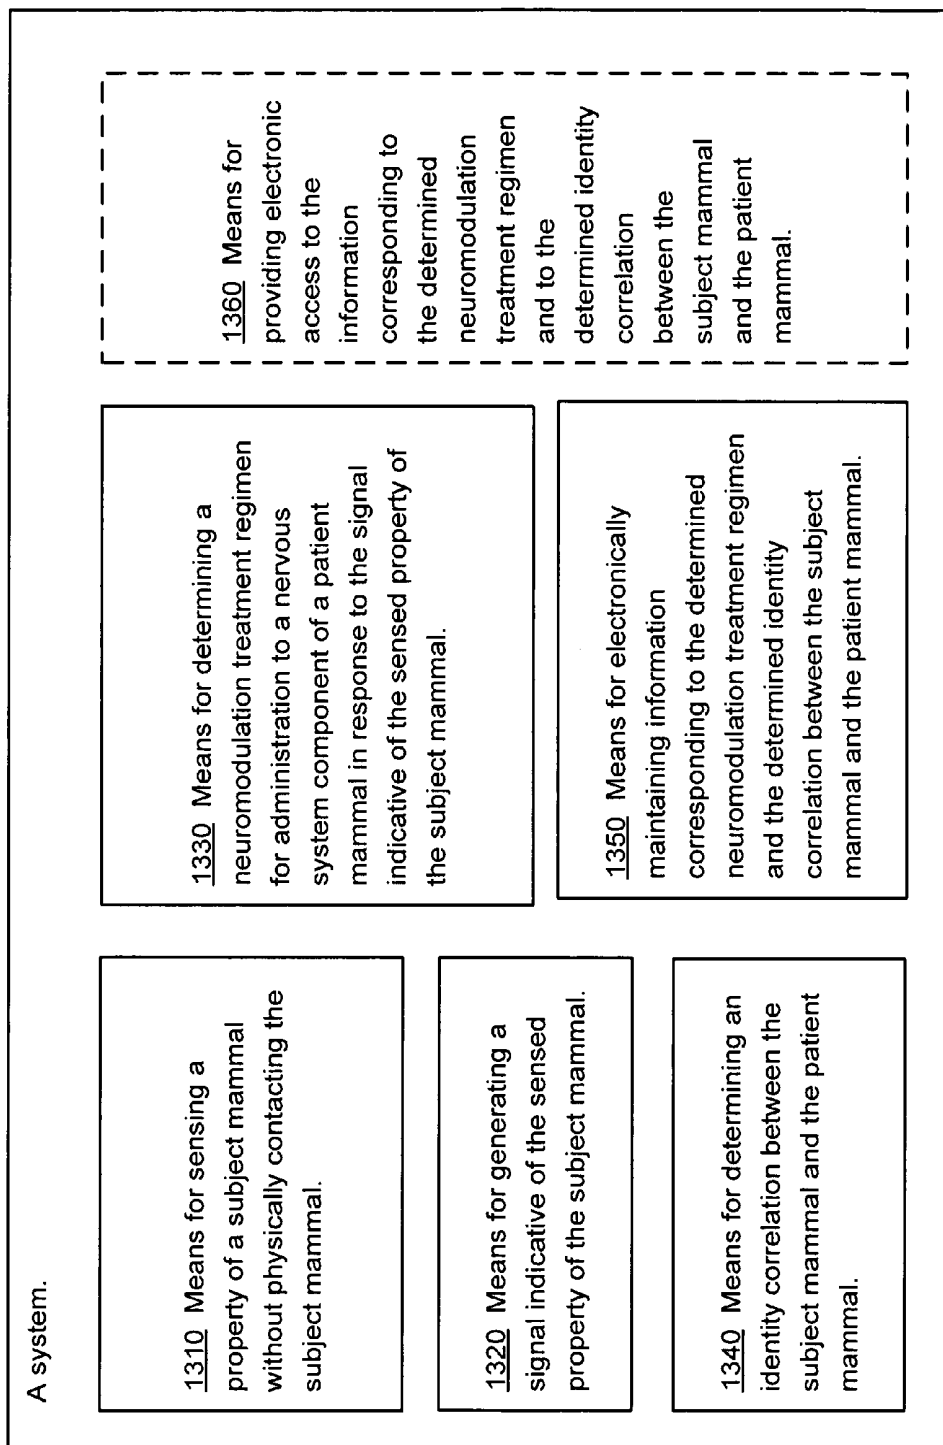 A system.
1310 Means for sensing a
property of a subject mammal
without physically contacting the
subject mammal.
1320 Means for generating a
signal indicative of the sensed
property of the subject mammal.
1340 Means for determining an
identity correlation between the
subject mammal and the patient
mammal.
1330 Means for determining a
neuromodulation treatment regimen
for administration to a nervous
system component of a patient
mammal in response to the signal
indicative of the sensed property of
the subject mammal.
1350 Means for electronically
maintaining information
corresponding to the determined
neuromodulation treatment regimen
and the determined identity
correlation between the subject
mammal and the patient mammal.
1360 Means for
providing electronic
access to the
information
corresponding to
the determined
neuromodulation
treatment regimen
and to the
determined identity
correlation
between the
subject mammal
and the patient
mammal.